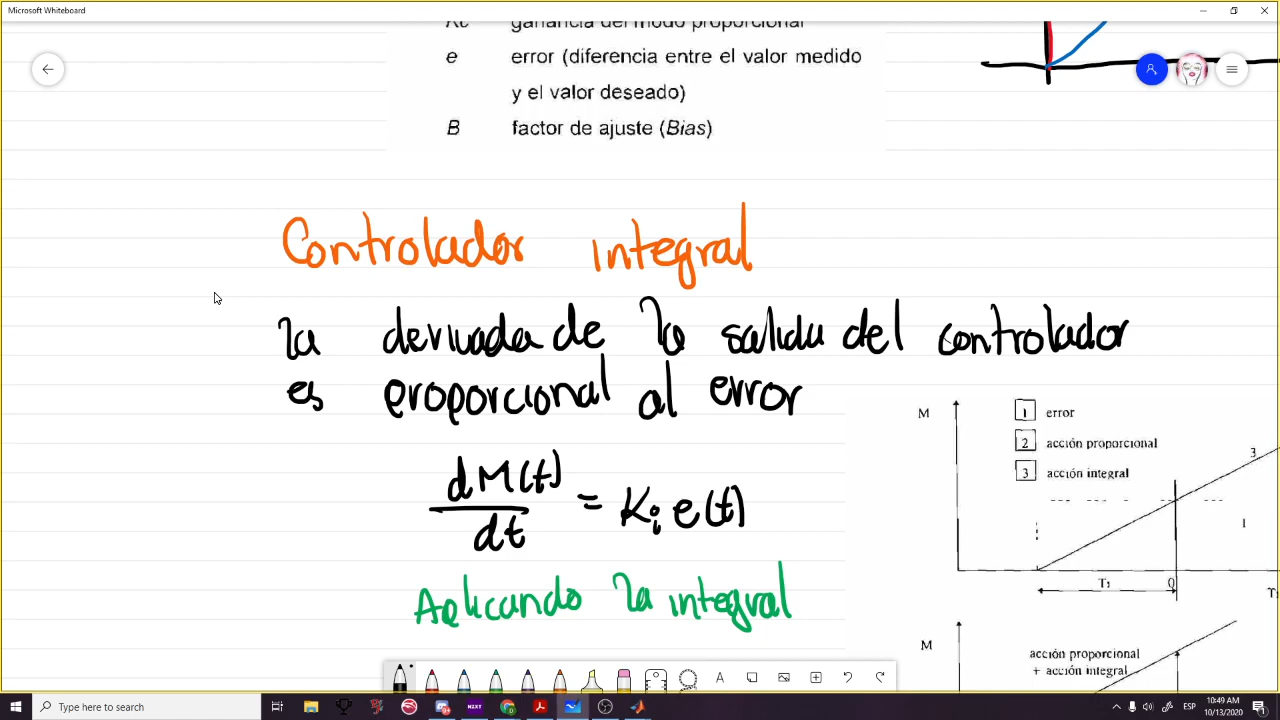 Microsoft Whiteboard
Kc ganancia del modo proporcional
e error (diferencia entre el valor medido
y el valor deseado)
B factor de ajuste (Bias)
Controlador integral
la derivada de la salida del controlador
es proporcional al error
dM(t)
dt
= Ki e(t)
Aplicando la integral
M
1 error
2 acción proporcional
3 acción integral
3
1
T₁ 0
M
acción proporcional
+ acción integral
A
Type here to search
N3XT
ESP
10:49 AM
10/13/2020